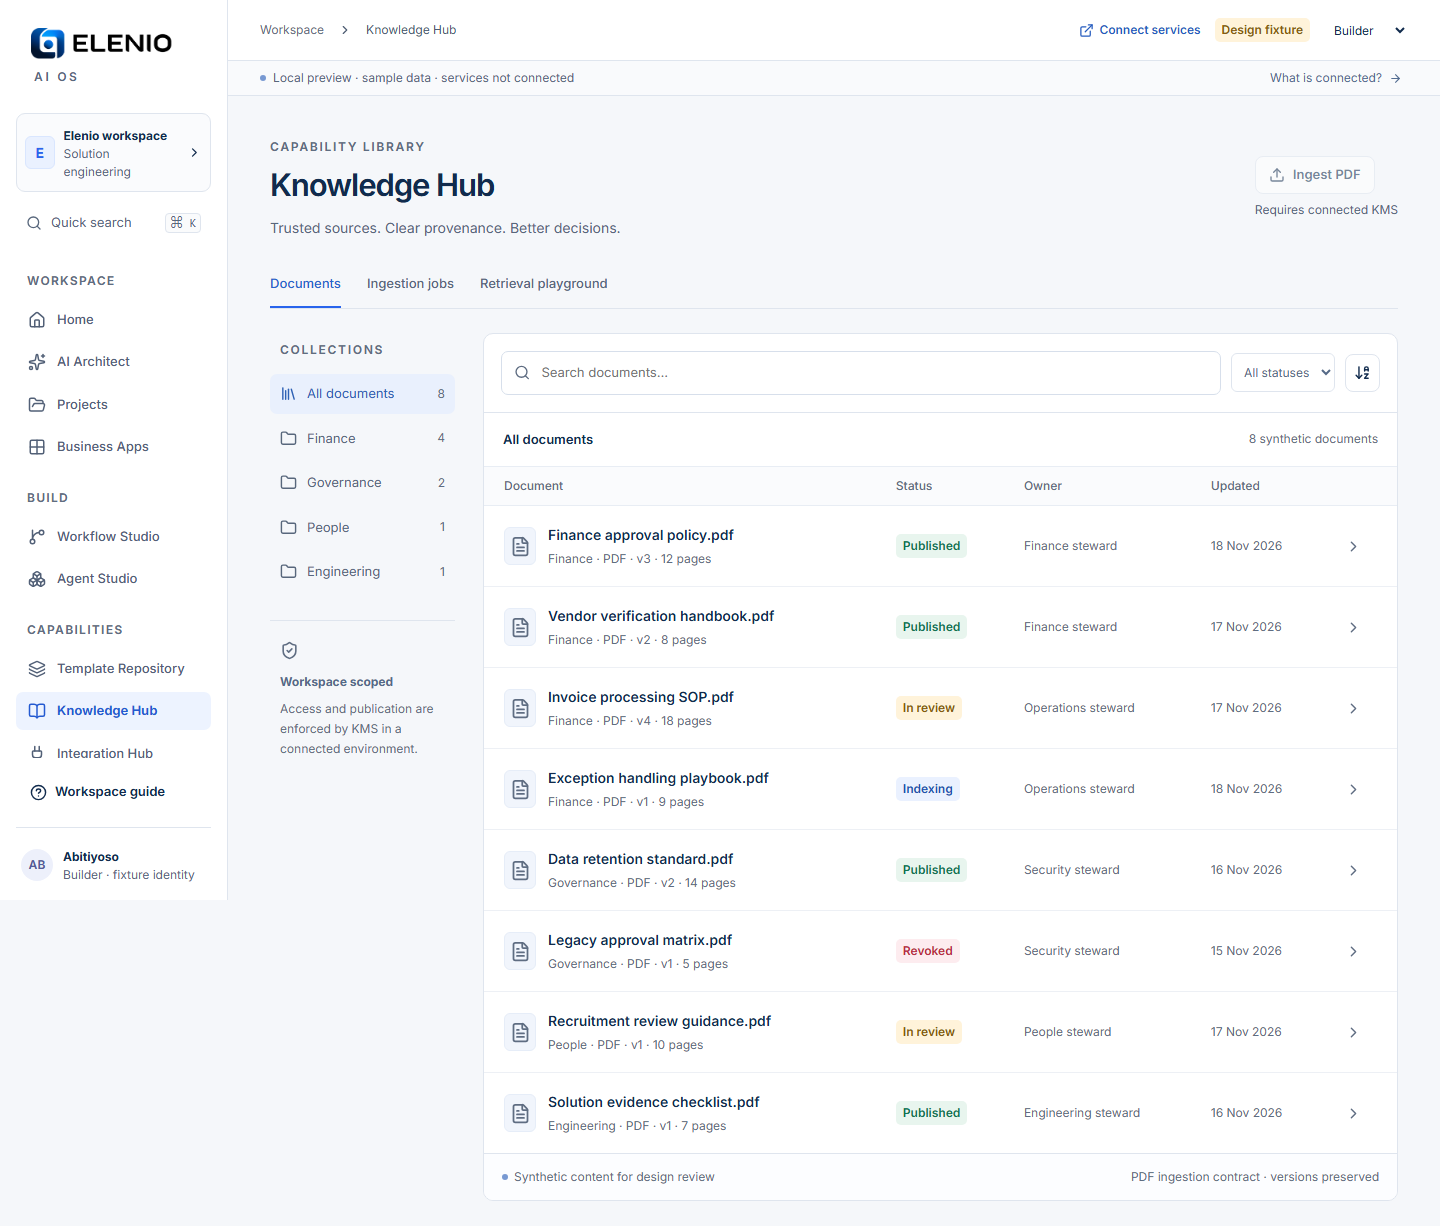 ELENIO
AI OS
E
Elenio workspace
Solution
engineering
Quick search
⌘ K
WORKSPACE
Home
AI Architect
Projects
Business Apps
BUILD
Workflow Studio
Agent Studio
CAPABILITIES
Template Repository
Knowledge Hub
Integration Hub
Workspace guide
AB
Abitiyoso
Builder · fixture identity
Workspace
Knowledge Hub
Connect services
Design fixture
Builder
Local preview · sample data · services not connected
What is connected?
CAPABILITY LIBRARY
Knowledge Hub
Trusted sources. Clear provenance. Better decisions.
Ingest PDF
Requires connected KMS
Documents Ingestion jobs Retrieval playground
COLLECTIONS
All documents 8
Finance 4
Governance 2
People 1
Engineering 1
Workspace scoped
Access and publication are
enforced by KMS in a
connected environment.
Search documents...
All statuses
All documents
8 synthetic documents
Document Status Owner Updated
Finance approval policy.pdf
Finance · PDF · v3 · 12 pages
Published Finance steward 18 Nov 2026
Vendor verification handbook.pdf
Finance · PDF · v2 · 8 pages
Published Finance steward 17 Nov 2026
Invoice processing SOP.pdf
Finance · PDF · v4 · 18 pages
In review Operations steward 17 Nov 2026
Exception handling playbook.pdf
Finance · PDF · v1 · 9 pages
Indexing Operations steward 18 Nov 2026
Data retention standard.pdf
Governance · PDF · v2 · 14 pages
Published Security steward 16 Nov 2026
Legacy approval matrix.pdf
Governance · PDF · v1 · 5 pages
Revoked Security steward 15 Nov 2026
Recruitment review guidance.pdf
People · PDF · v1 · 10 pages
In review People steward 17 Nov 2026
Solution evidence checklist.pdf
Engineering · PDF · v1 · 7 pages
Published Engineering steward 16 Nov 2026
Synthetic content for design review
PDF ingestion contract · versions preserved